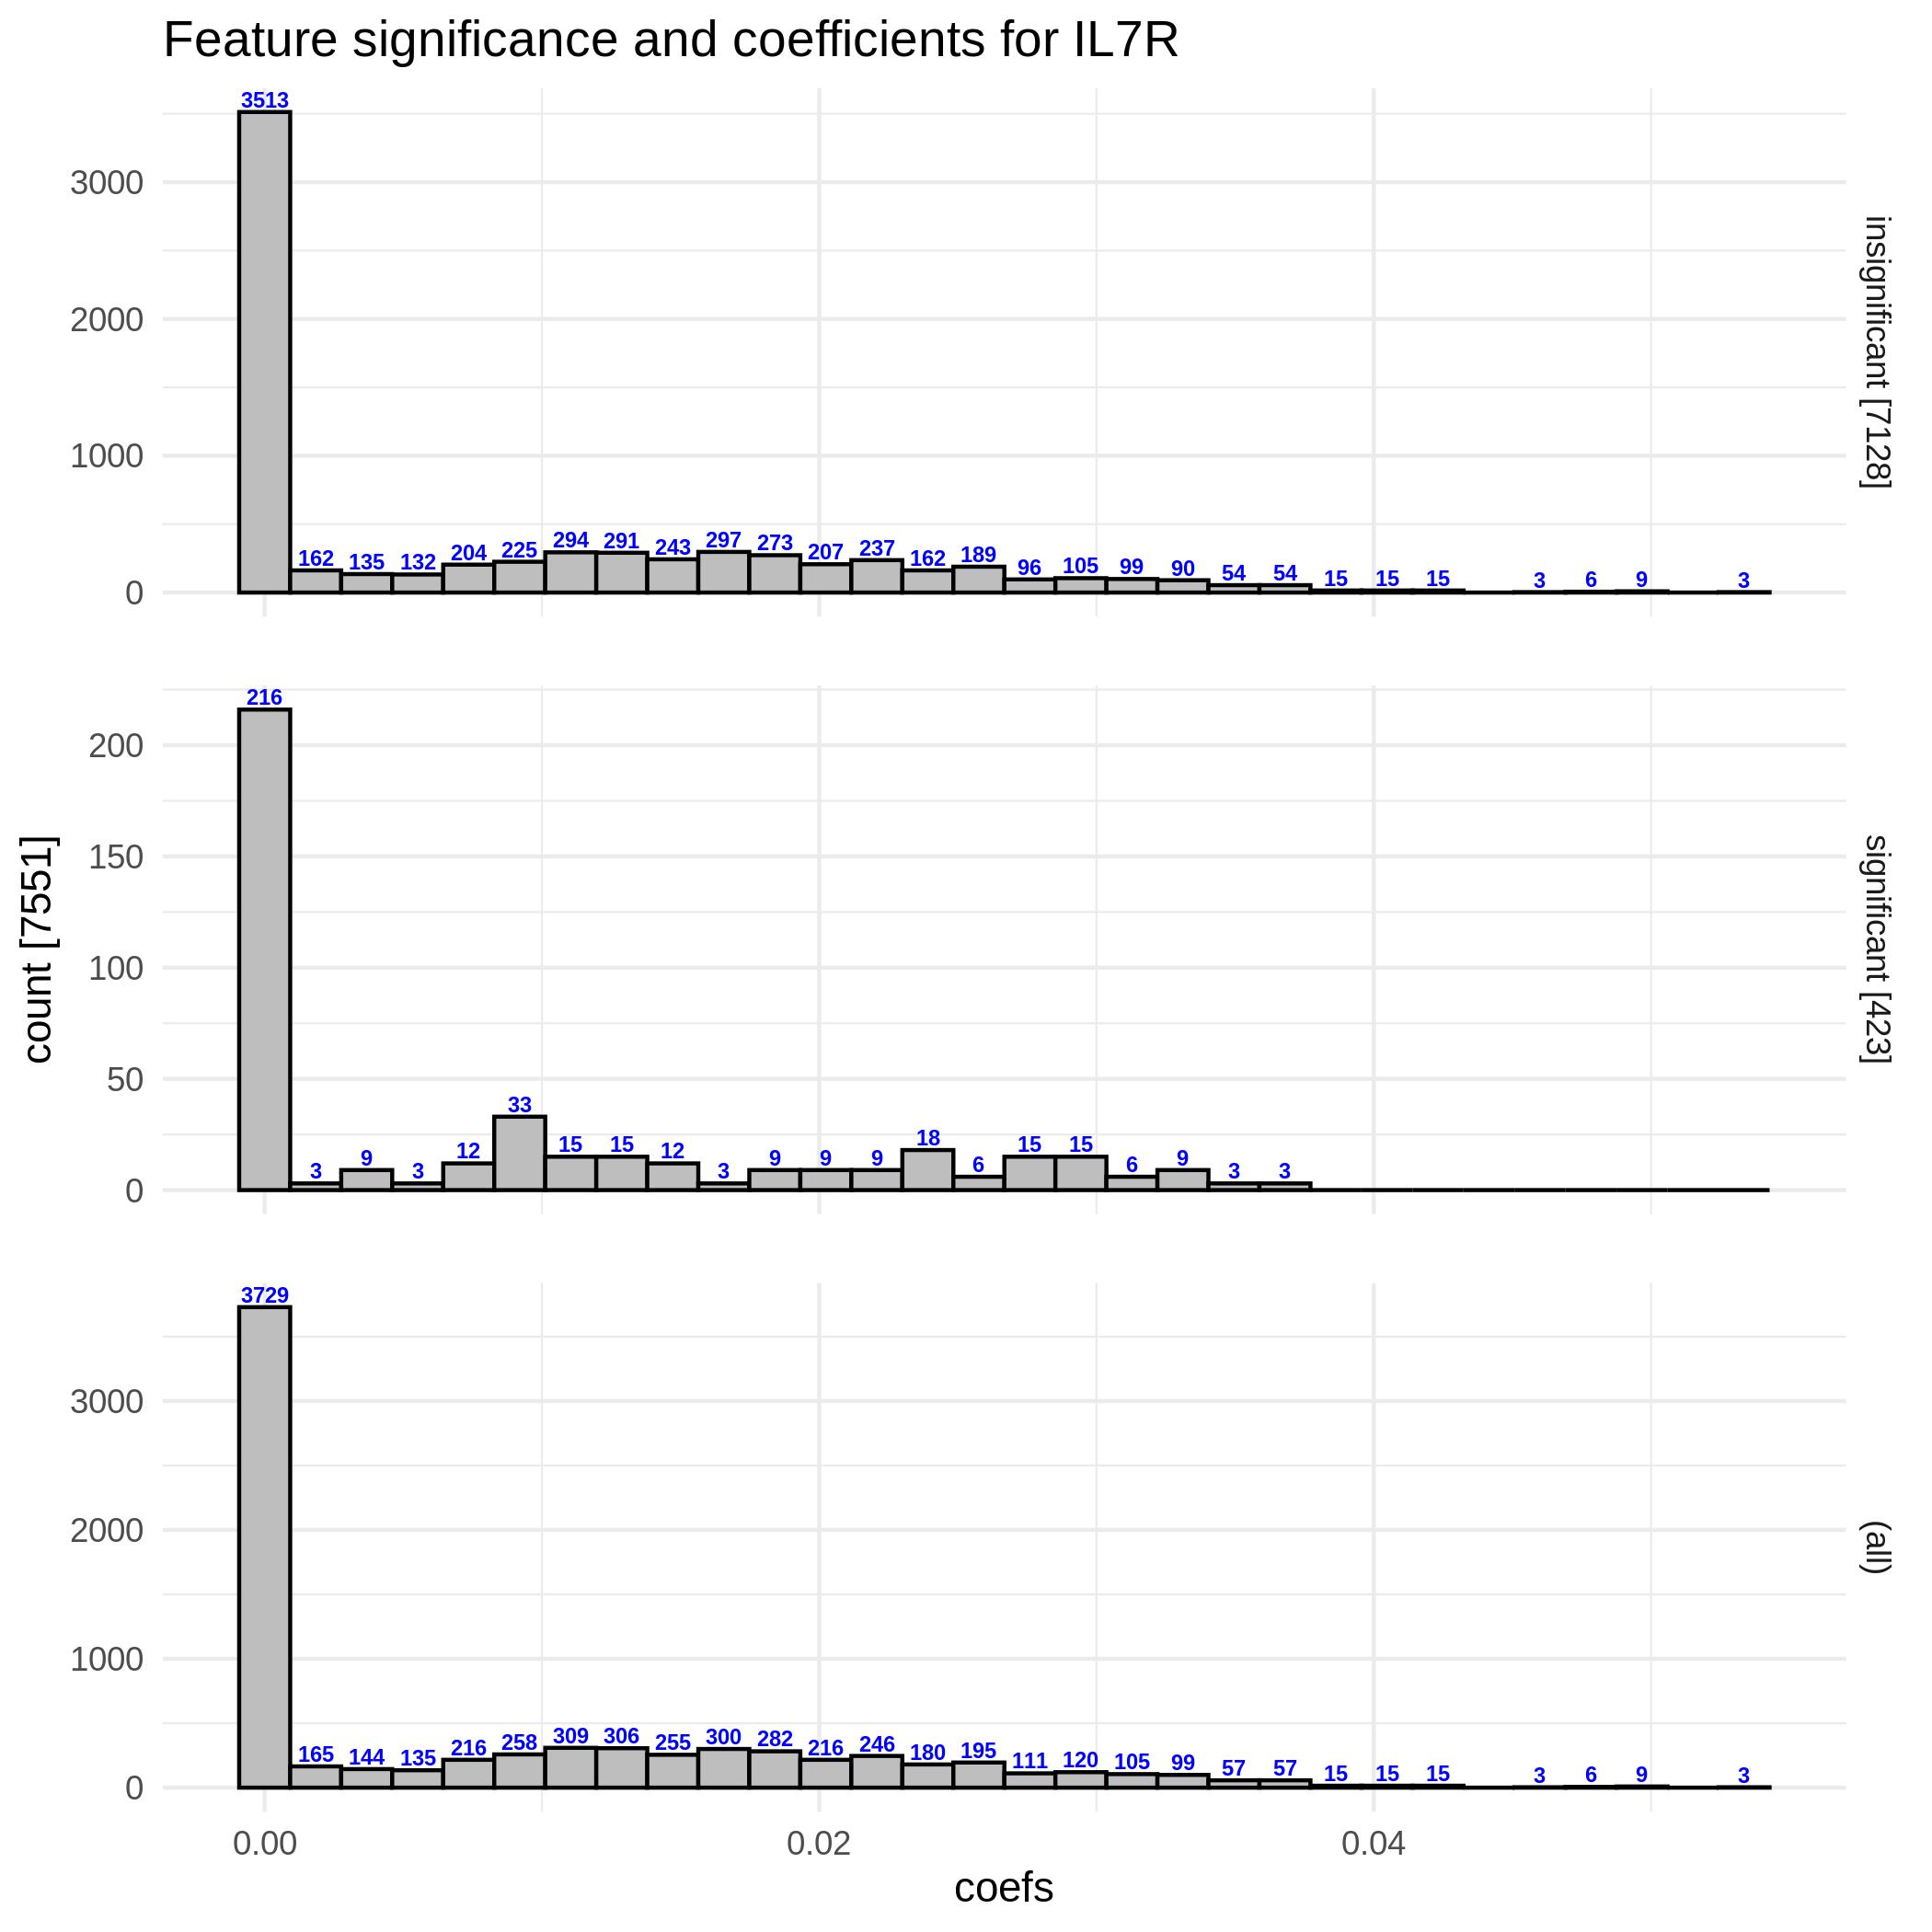 Feature significance and coefficients for IL7R
3513
162 135 132 204 225 294 291 243 297 273 207 237 162 189 96 105 99 90 54 54 15 15 15 3 6 9 3
3000
2000
1000
0
insignificant [7128]
216
3 9 3 12 33 15 15 12 3 9 9 9 18 6 15 15 6 9 3 3
200
150
100
50
0
significant [423]
count [7551]
3729
165 144 135 216 258 309 306 255 300 282 216 246 180 195 111 120 105 99 57 57 15 15 15 3 6 9 3
3000
2000
1000
0
(all)
0.00 0.02 0.04
coefs